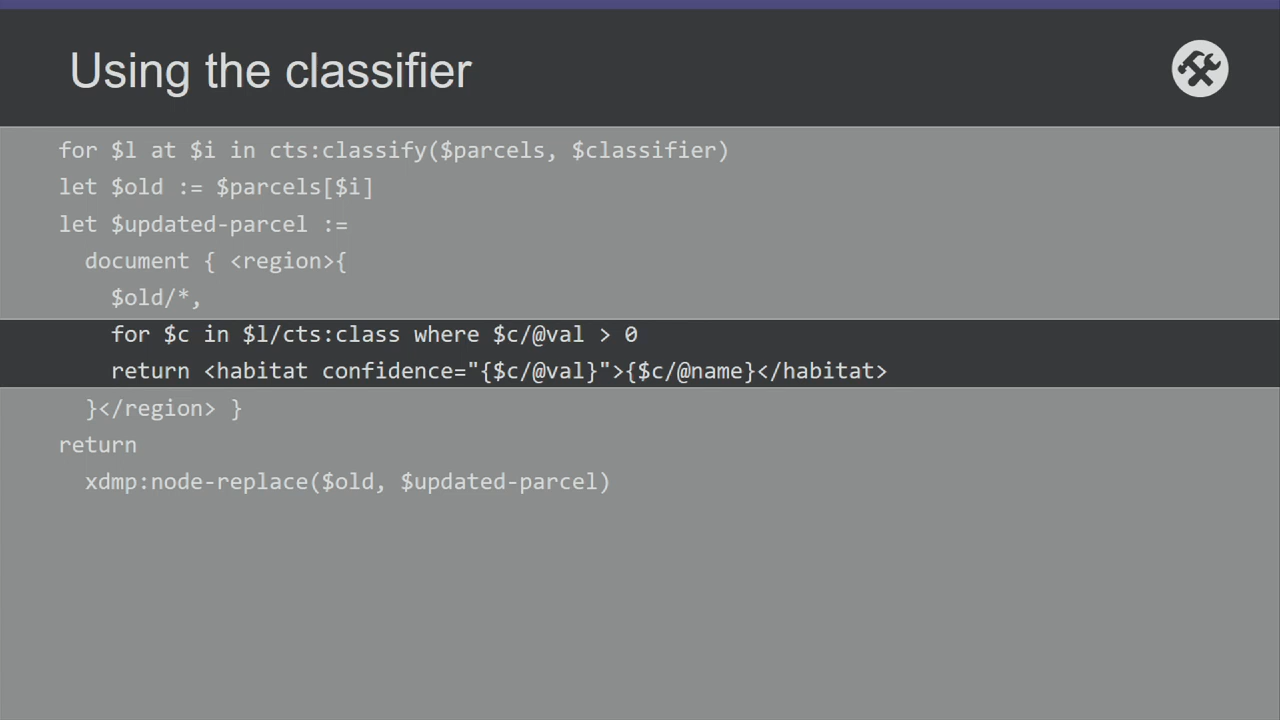 Using the classifier
for $l at $i in cts:classify($parcels, $classifier)
let $old := $parcels[$i]
let $updated-parcel :=
document { <region>{
$old/*,
for $c in $l/cts:class where $c/@val > 0
return <habitat confidence="{$c/@val}">{$c/@name}</habitat>
}</region> }
return
xdmp:node-replace($old, $updated-parcel)